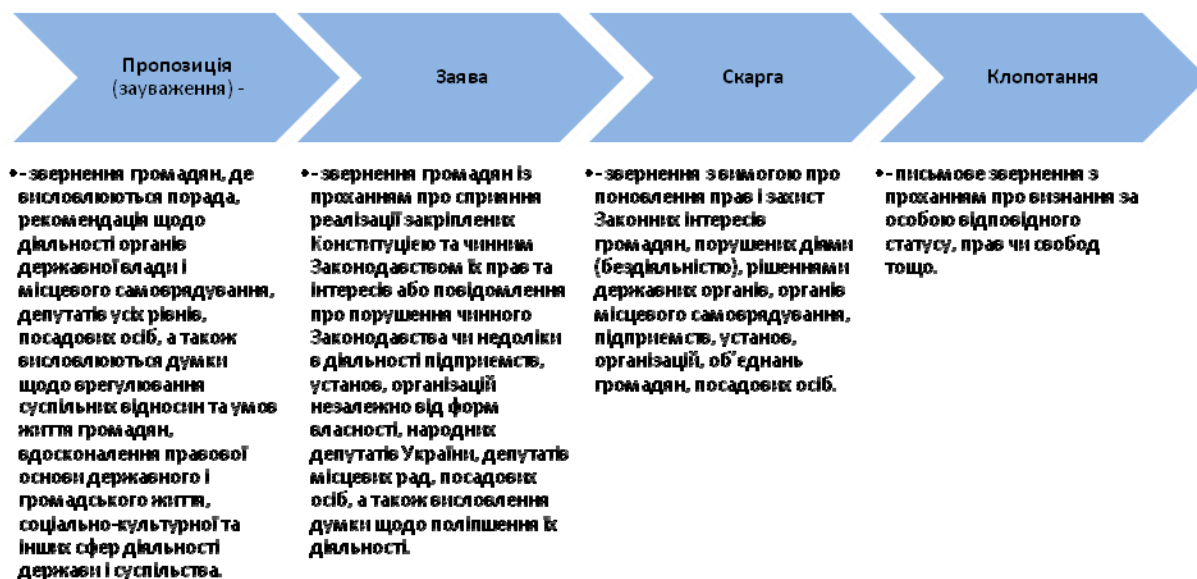 Пропозиція
(зауваження) -
Заява
Скарга
Клопотання
•- звернення громадян, де
висловлюються порада,
рекомендація щодо
діяльності органів
державної влади і
місцевого самоврядування,
депутатів усіх рівнів,
посадових осіб, а також
висловлюються думки
щодо врегулювання
суспільних відносин та умов
життя громадян,
вдосконалення правової
основи державного і
громадського життя,
соціально-культурної та
інших сфер діяльності
держави і суспільства.
•- звернення громадян із
проханням про сприяння
реалізації закріплених
Конституцією та чинним
Законодавством їх прав та
інтересів або повідомлення
про порушення чинного
Законодавства чи недоліки
в діяльності підприємств,
установ, організацій
незалежно від форм
власності, народних
депутатів України, депутатів
місцевих рад, посадових
осіб, а також висловлення
думки щодо поліпшення їх
діяльності.
•- звернення з вимогою про
поновлення прав і захист
Законних інтересів
громадян, порушених діями
(бездіяльністю), рішеннями
державних органів, органів
місцевого самоврядування,
підприємств, установ,
організацій, об'єднань
громадян, посадових осіб.
•- письмове звернення з
проханням про визнання за
особою відповідного
статусу, прав чи свобод
тощо.